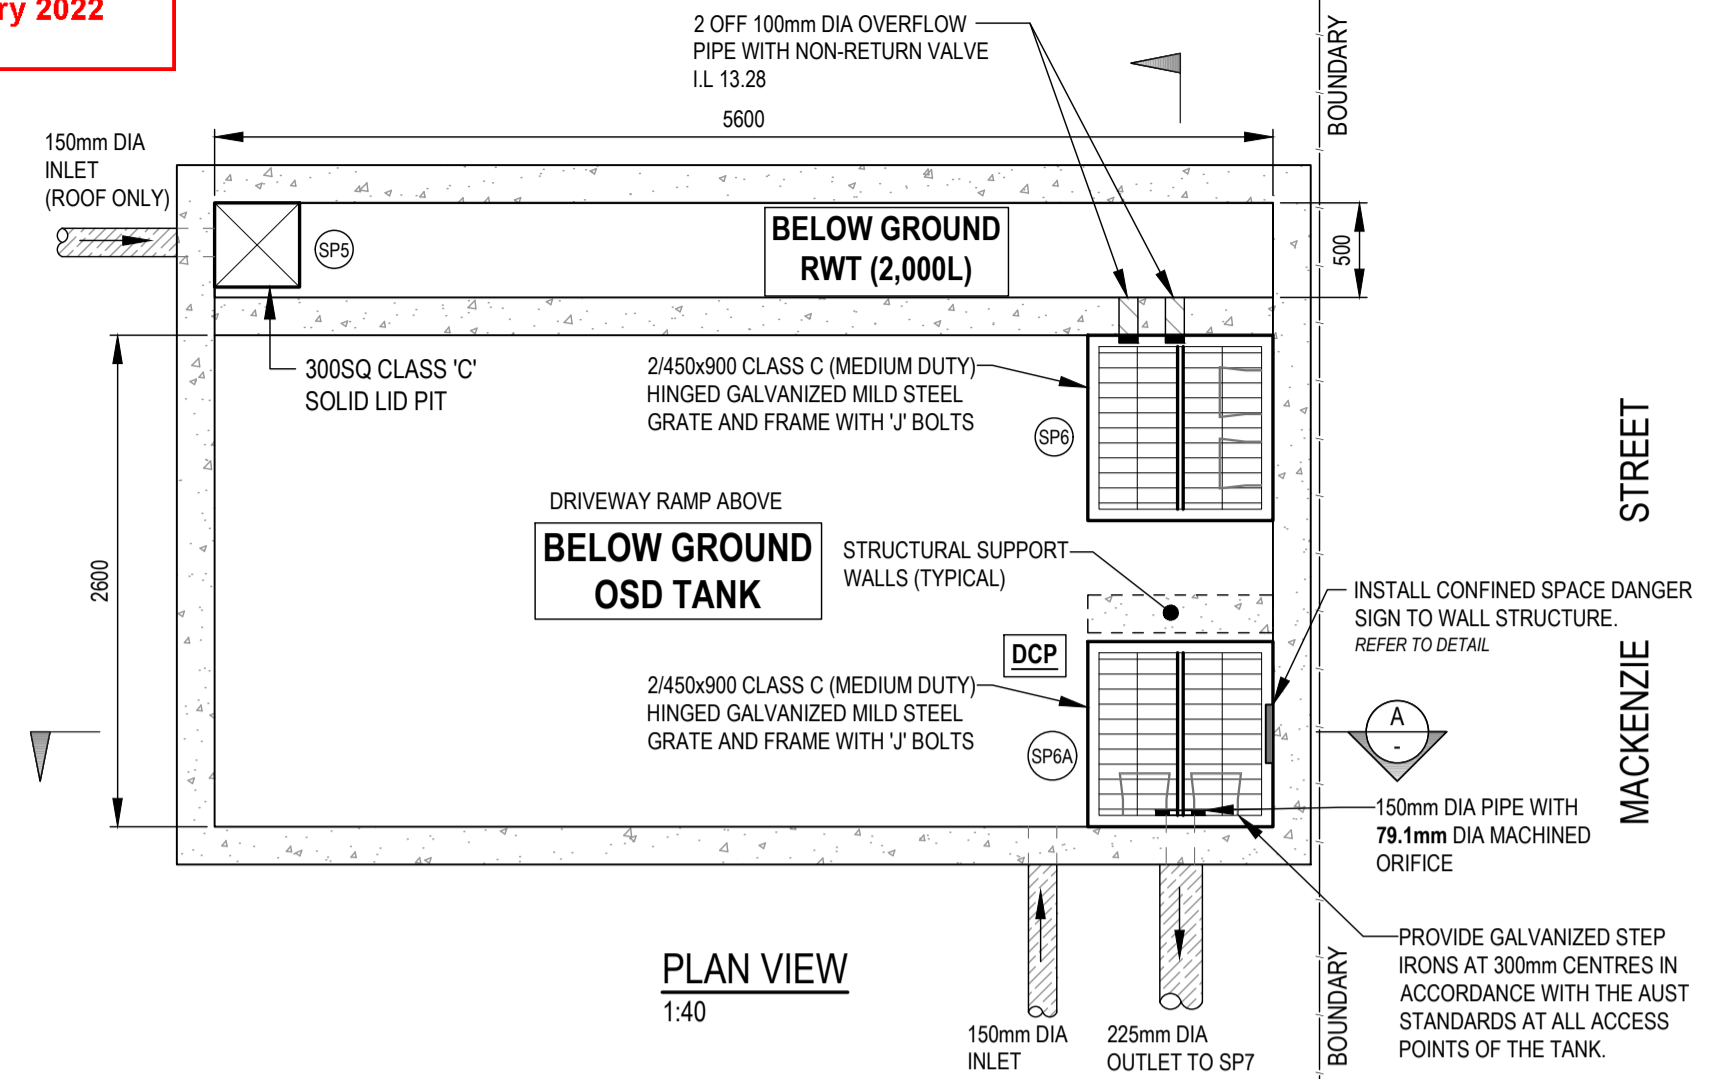 ry 2022
2 OFF 100mm DIA OVERFLOW
PIPE WITH NON-RETURN VALVE
I.L 13.28
BOUNDARY
5600
150mm DIA
INLET
(ROOF ONLY)
SP5
BELOW GROUND
RWT (2,000L)
500
300SQ CLASS 'C'
SOLID LID PIT
2/450x900 CLASS C (MEDIUM DUTY)
HINGED GALVANIZED MILD STEEL
GRATE AND FRAME WITH 'J' BOLTS
SP6
DRIVEWAY RAMP ABOVE
BELOW GROUND
OSD TANK
STRUCTURAL SUPPORT
WALLS (TYPICAL)
2600
INSTALL CONFINED SPACE DANGER
SIGN TO WALL STRUCTURE.
REFER TO DETAIL
MACKENZIE STREET
DCP
2/450x900 CLASS C (MEDIUM DUTY)
HINGED GALVANIZED MILD STEEL
GRATE AND FRAME WITH 'J' BOLTS
SP6A
A
-
150mm DIA PIPE WITH
79.1mm DIA MACHINED
ORIFICE
PROVIDE GALVANIZED STEP
IRONS AT 300mm CENTRES IN
ACCORDANCE WITH THE AUST
STANDARDS AT ALL ACCESS
POINTS OF THE TANK.
PLAN VIEW
1:40
150mm DIA
INLET
225mm DIA
OUTLET TO SP7
BOUNDARY